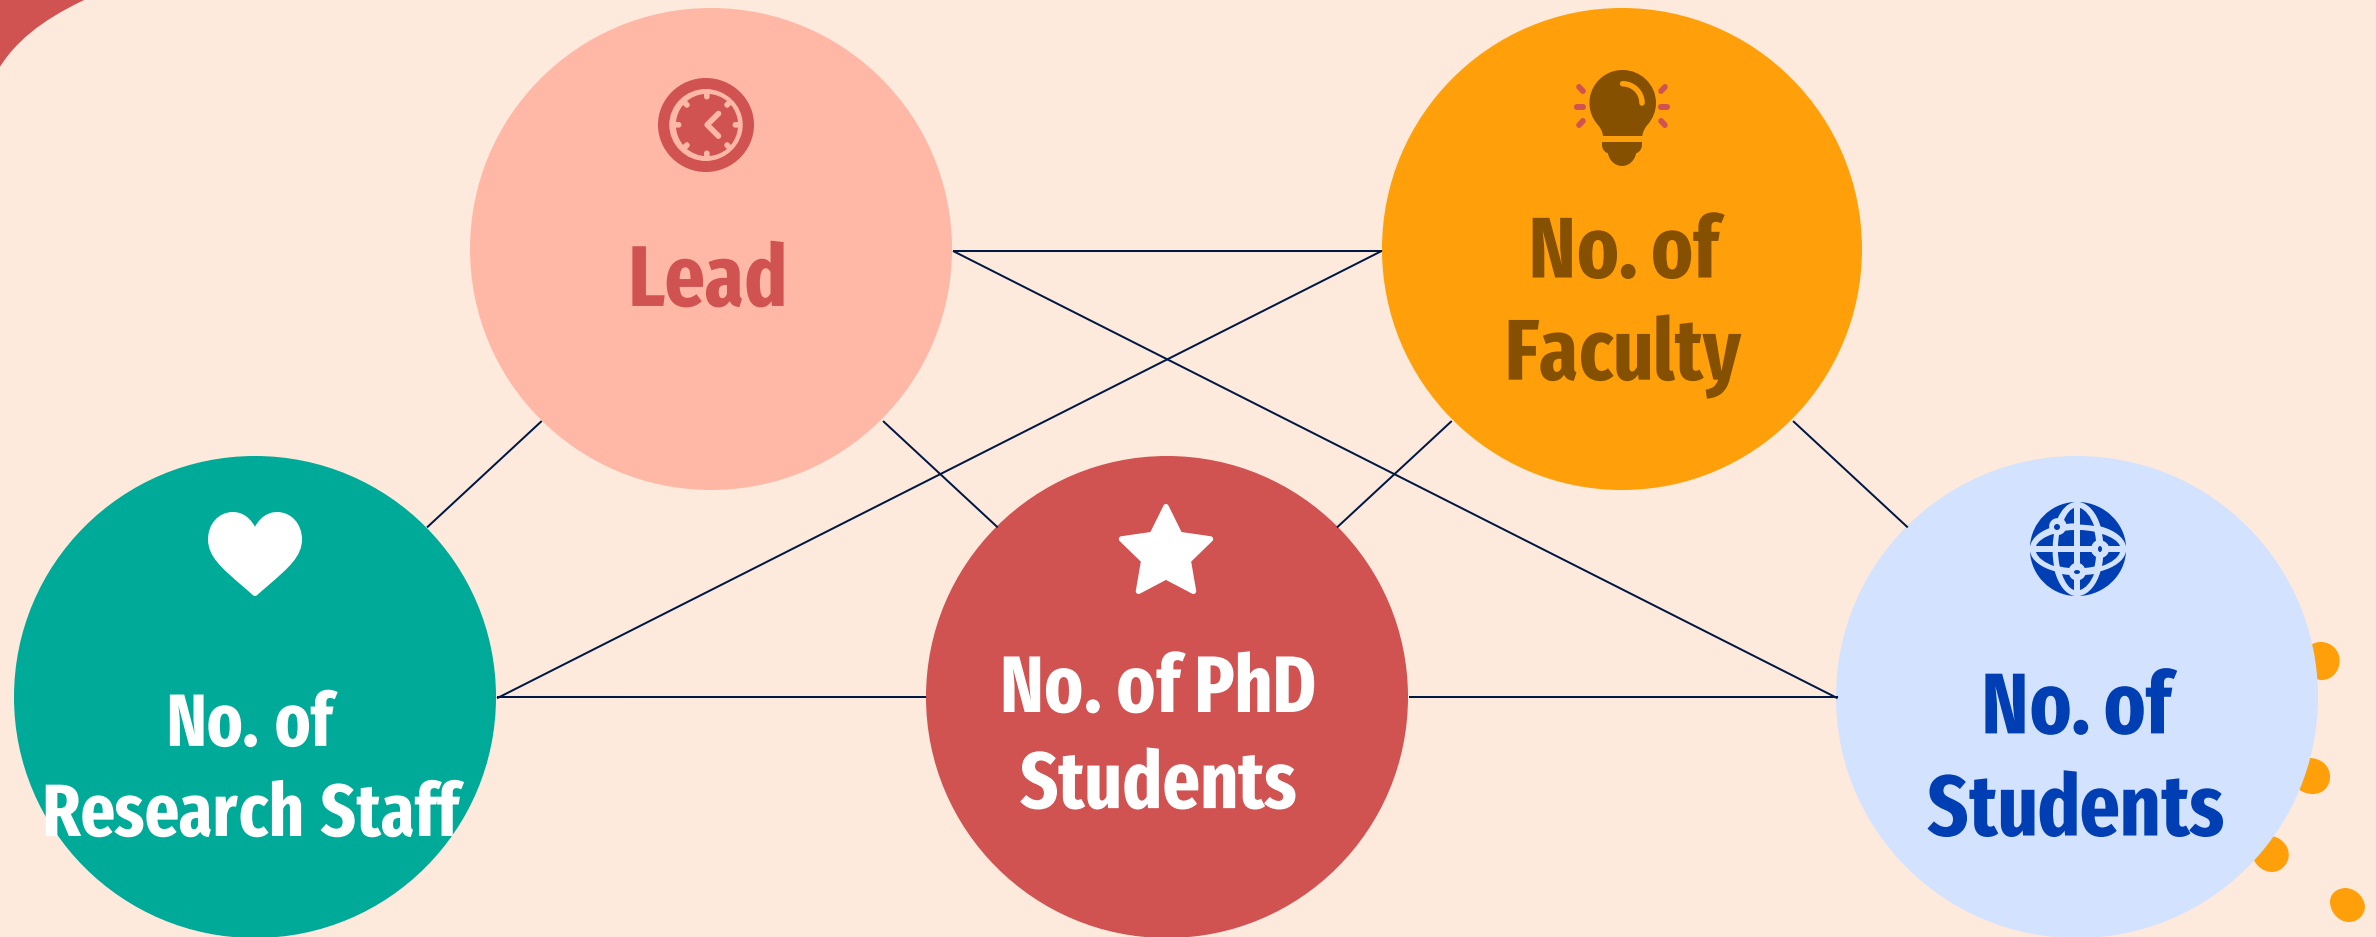 Lead
No. of
Faculty
No. of
Research Staff
No. of PhD
Students
No. of
Students